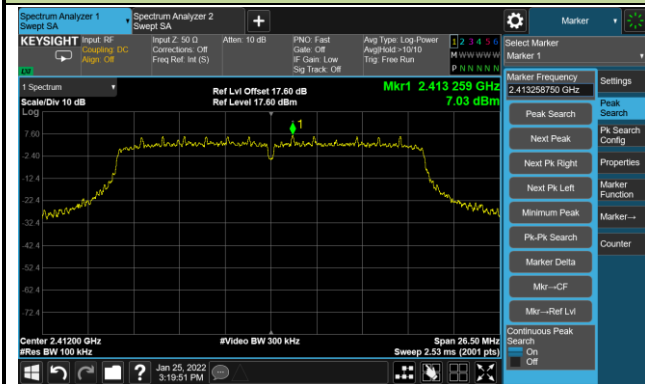 Spectrum Analyzer 1
Swept SA
Spectrum Analyzer 2
Swept SA
+
Marker
KEYSIGHT
Input: RF
Coupling: DC
Align: Off
Input Z: 50 Ω
Corrections: Off
Freq Ref: Int (S)
Atten: 10 dB
PNO: Fast
Gate: Off
IF Gain: Low
Sig Track: Off
Avg Type: Log-Power
Avg|Hold:>10/10
Trig: Free Run
1 2 3 4 5 6
M W W W W W
P N N N N N
LXI
Select Marker
Marker 1
Marker Frequency
2.413258750 GHz
Settings
Peak Search
Peak
Search
Next Peak
Pk Search
Config
Next Pk Right
Properties
Next Pk Left
Marker
Function
Minimum Peak
Marker→
Pk-Pk Search
Counter
Marker Delta
Mkr→CF
Mkr→Ref Lvl
Continuous Peak
Search
On
Off
1 Spectrum
Scale/Div 10 dB
Log
Ref Lvl Offset 17.60 dB
Ref Level 17.60 dBm
Mkr1 2.413 259 GHz
7.03 dBm
1
7.60
-2.40
-12.4
-22.4
-32.4
-42.4
-52.4
-62.4
-72.4
Center 2.41200 GHz
#Res BW 100 kHz
#Video BW 300 kHz
Span 26.50 MHz
Sweep 2.53 ms (2001 pts)
?
Jan 25, 2022
3:19:51 PM